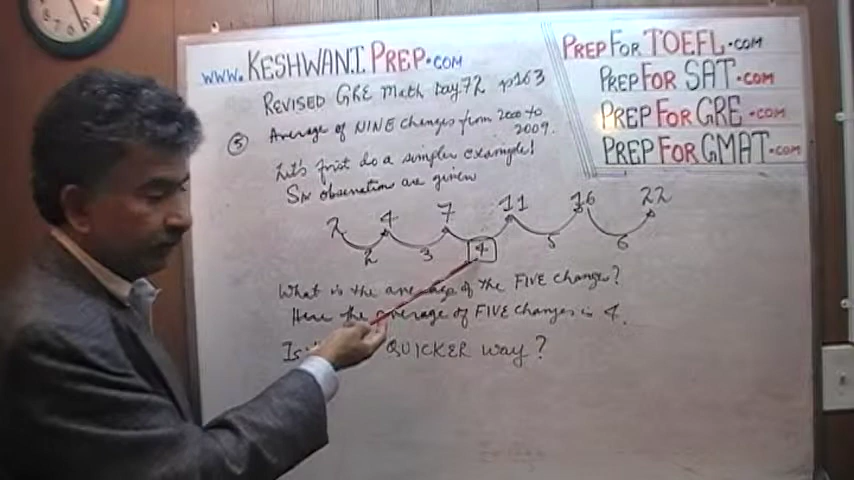 www.KESHWANI PREP.COM
REVISED GRE Math Day 72 p163
5 Average of NINE changes from 2000 to
2009.
Let's first do a simpler example!
Six observations are given
2 4 7 11 16 22
2 3 4 5 6
What is the average of the FIVE changes?
Here the average of FIVE changes is 4.
QUICKER way?
PREP FOR TOEFL.com
PREP FOR SAT.com
PREP FOR GRE.com
PREP FOR GMAT.com